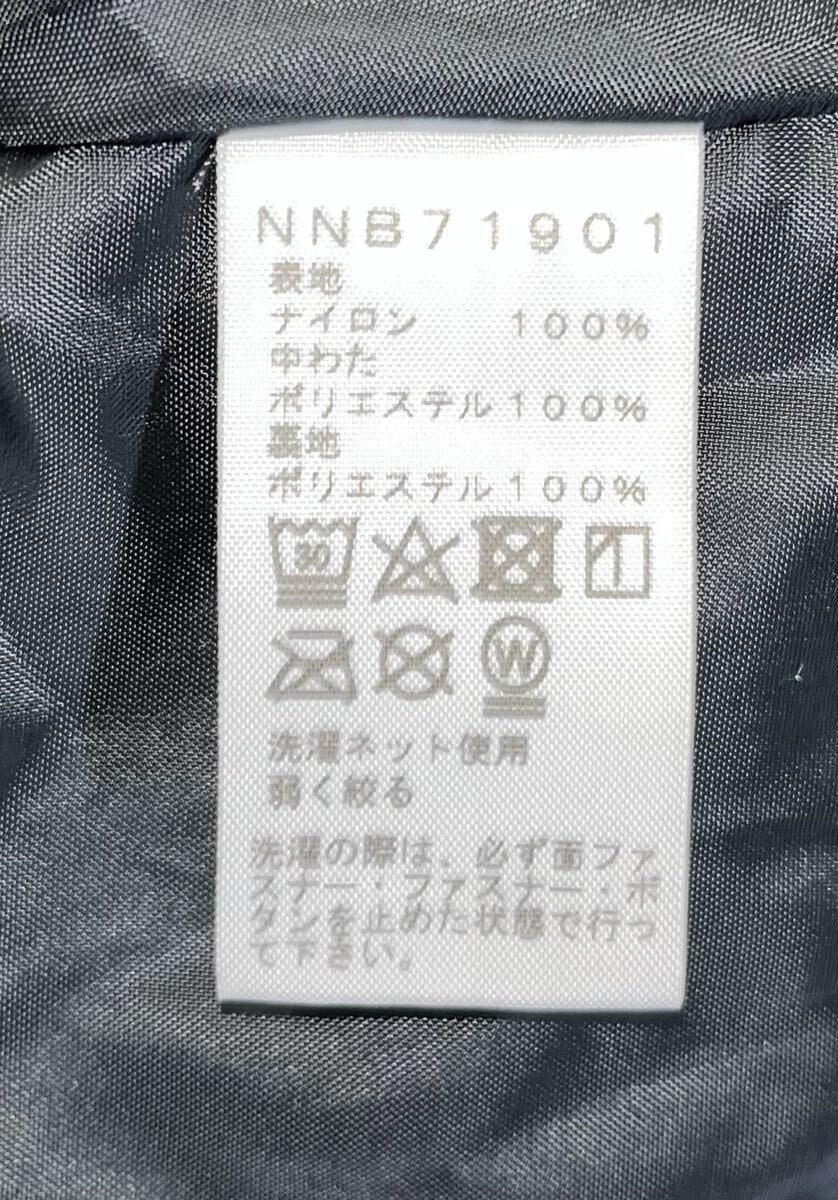 NNB71901
表地
ナイロン 100%
中わた
ポリエステル100%
裏地
ポリエステル100%
30
W
洗濯ネット使用
弱く絞る
洗濯の際は、必ず面ファ
スナー・ファスナー・ボ
タンを止めた状態で行っ
て下さい。